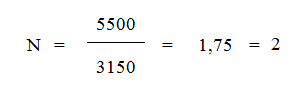 5500
N = = 1,75 = 2
3150